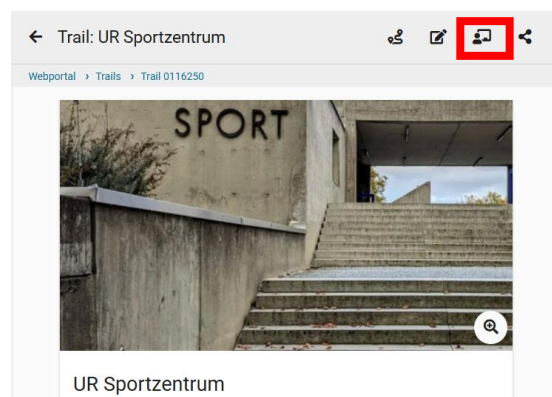 Trail: UR Sportzentrum
Webportal › Trails › Trail 0116250
SPORT
UR Sportzentrum